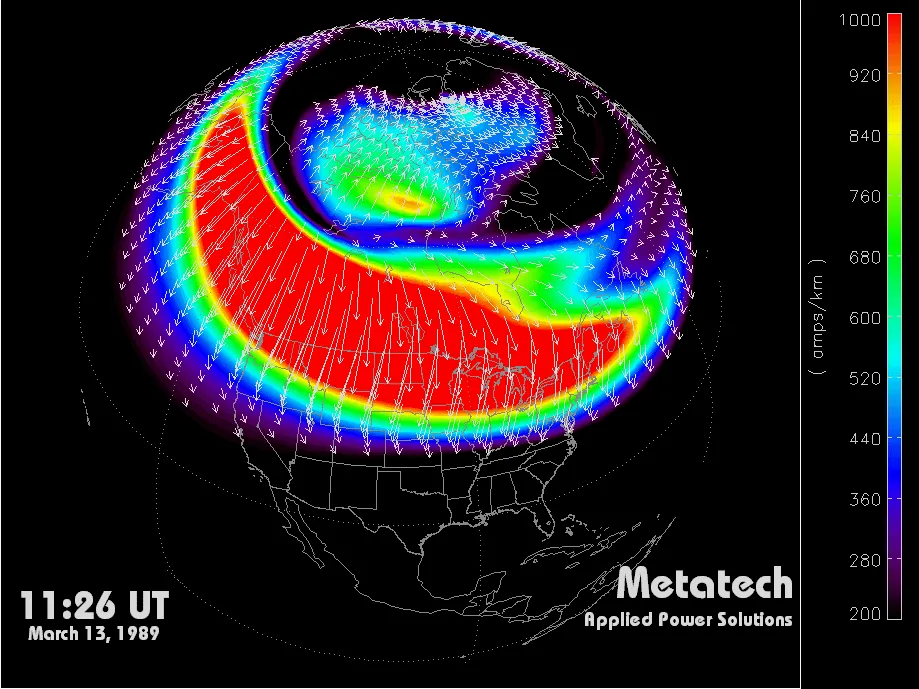 1000
920
840
760
680
600
520
440
360
280
200
( amps/km )
11:26 UT
March 13, 1989
Metatech
Applied Power Solutions